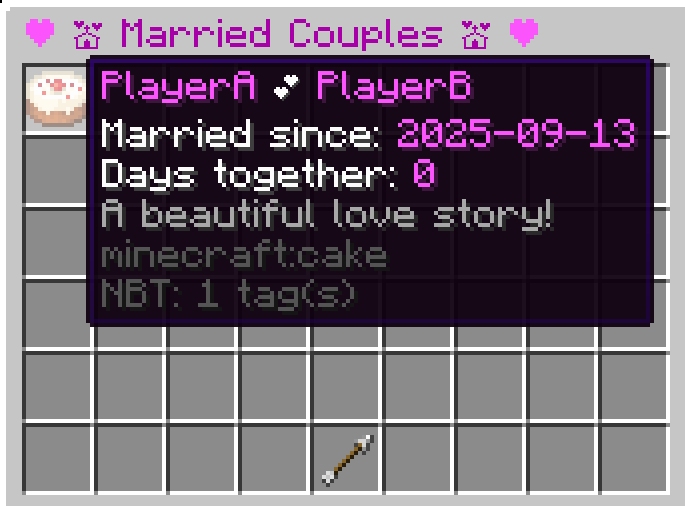 Married Couples
PlayerA PlayerB
Married since: 2025-09-13
Days together: 0
A beautiful love story!
minecraft:cake
NBT: 1 tag(s)